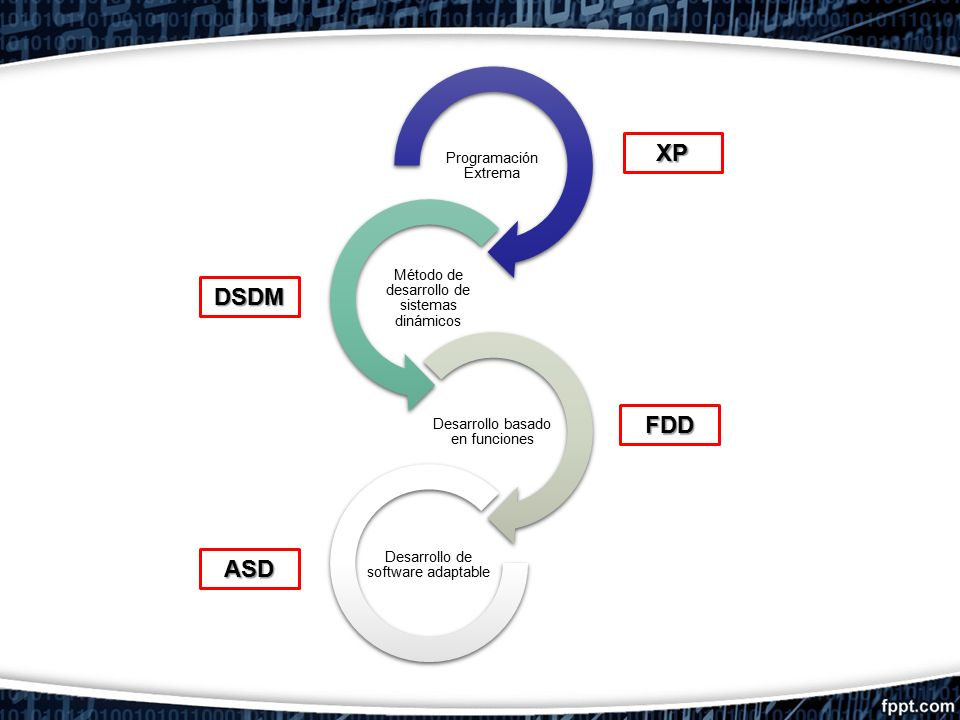 Programación
Extrema
XP
Método de
desarrollo de
sistemas
dinámicos
DSDM
Desarrollo basado
en funciones
FDD
Desarrollo de
software adaptable
ASD
fppt.com